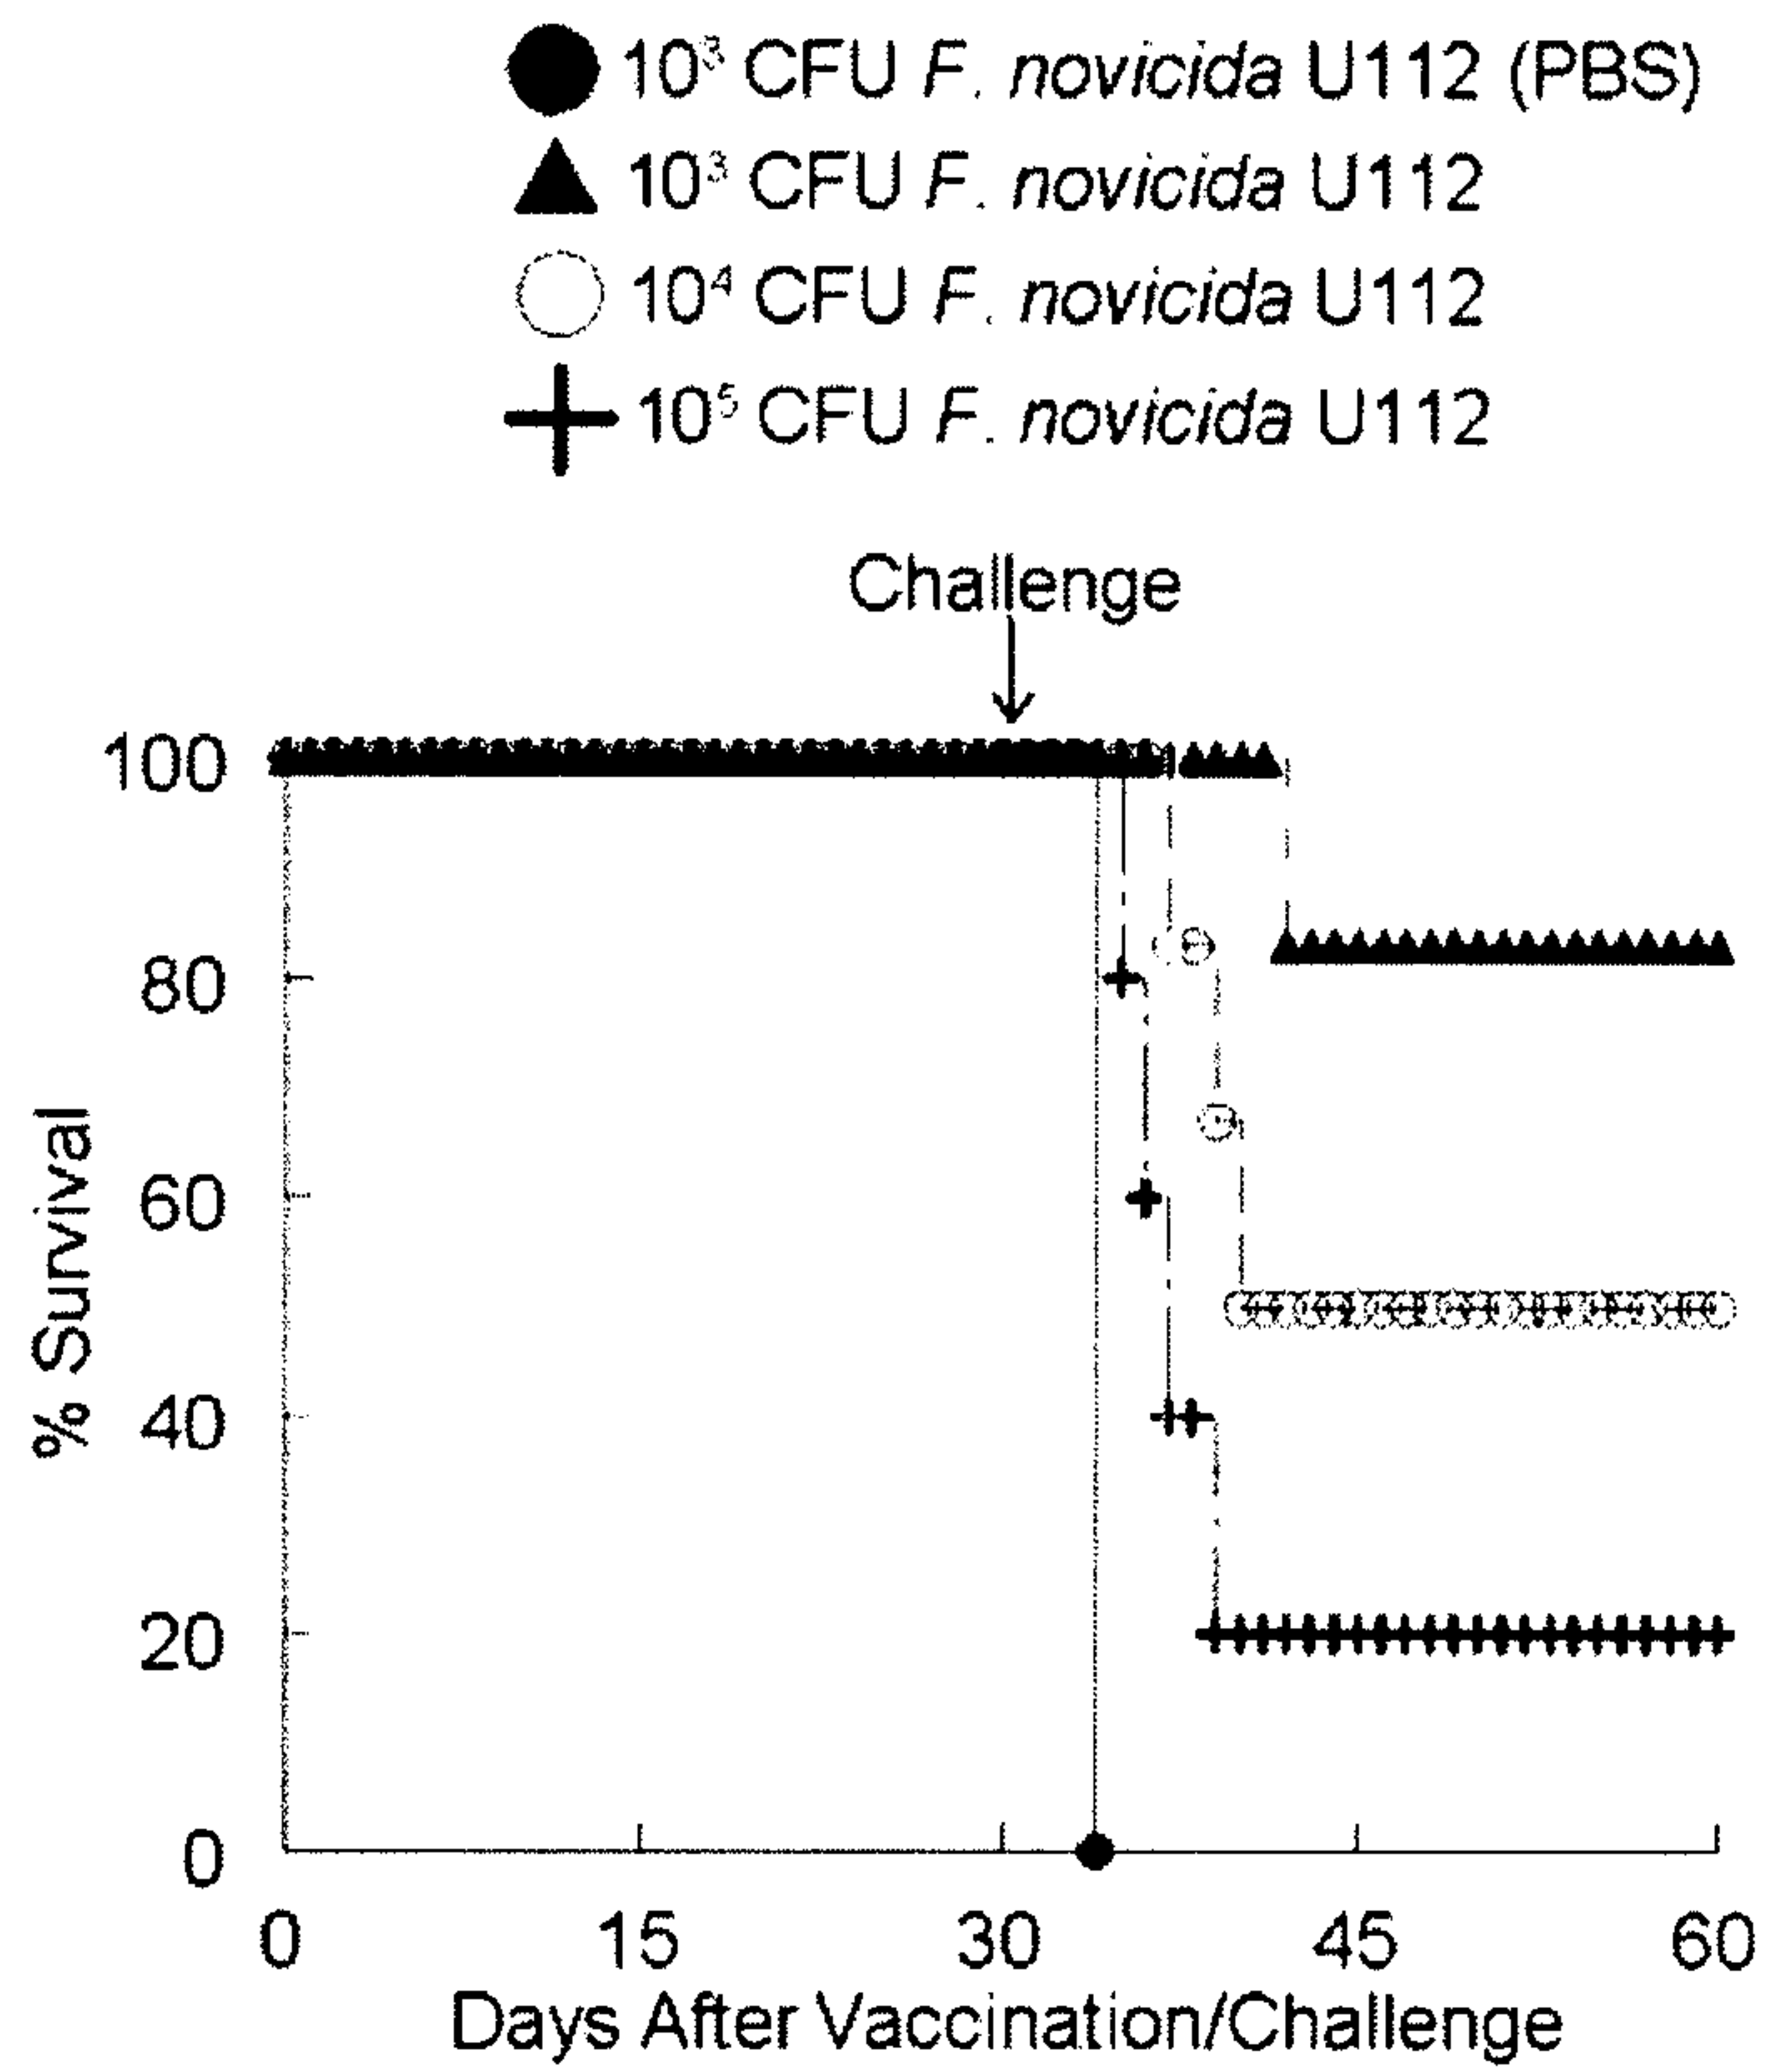 10³ CFU F. novicida U112 (PBS)
10³ CFU F. novicida U112
10⁴ CFU F. novicida U112
10⁵ CFU F. novicida U112
Challenge
100
80
60
40
20
0
% Survival
0 15 30 45 60
Days After Vaccination/Challenge